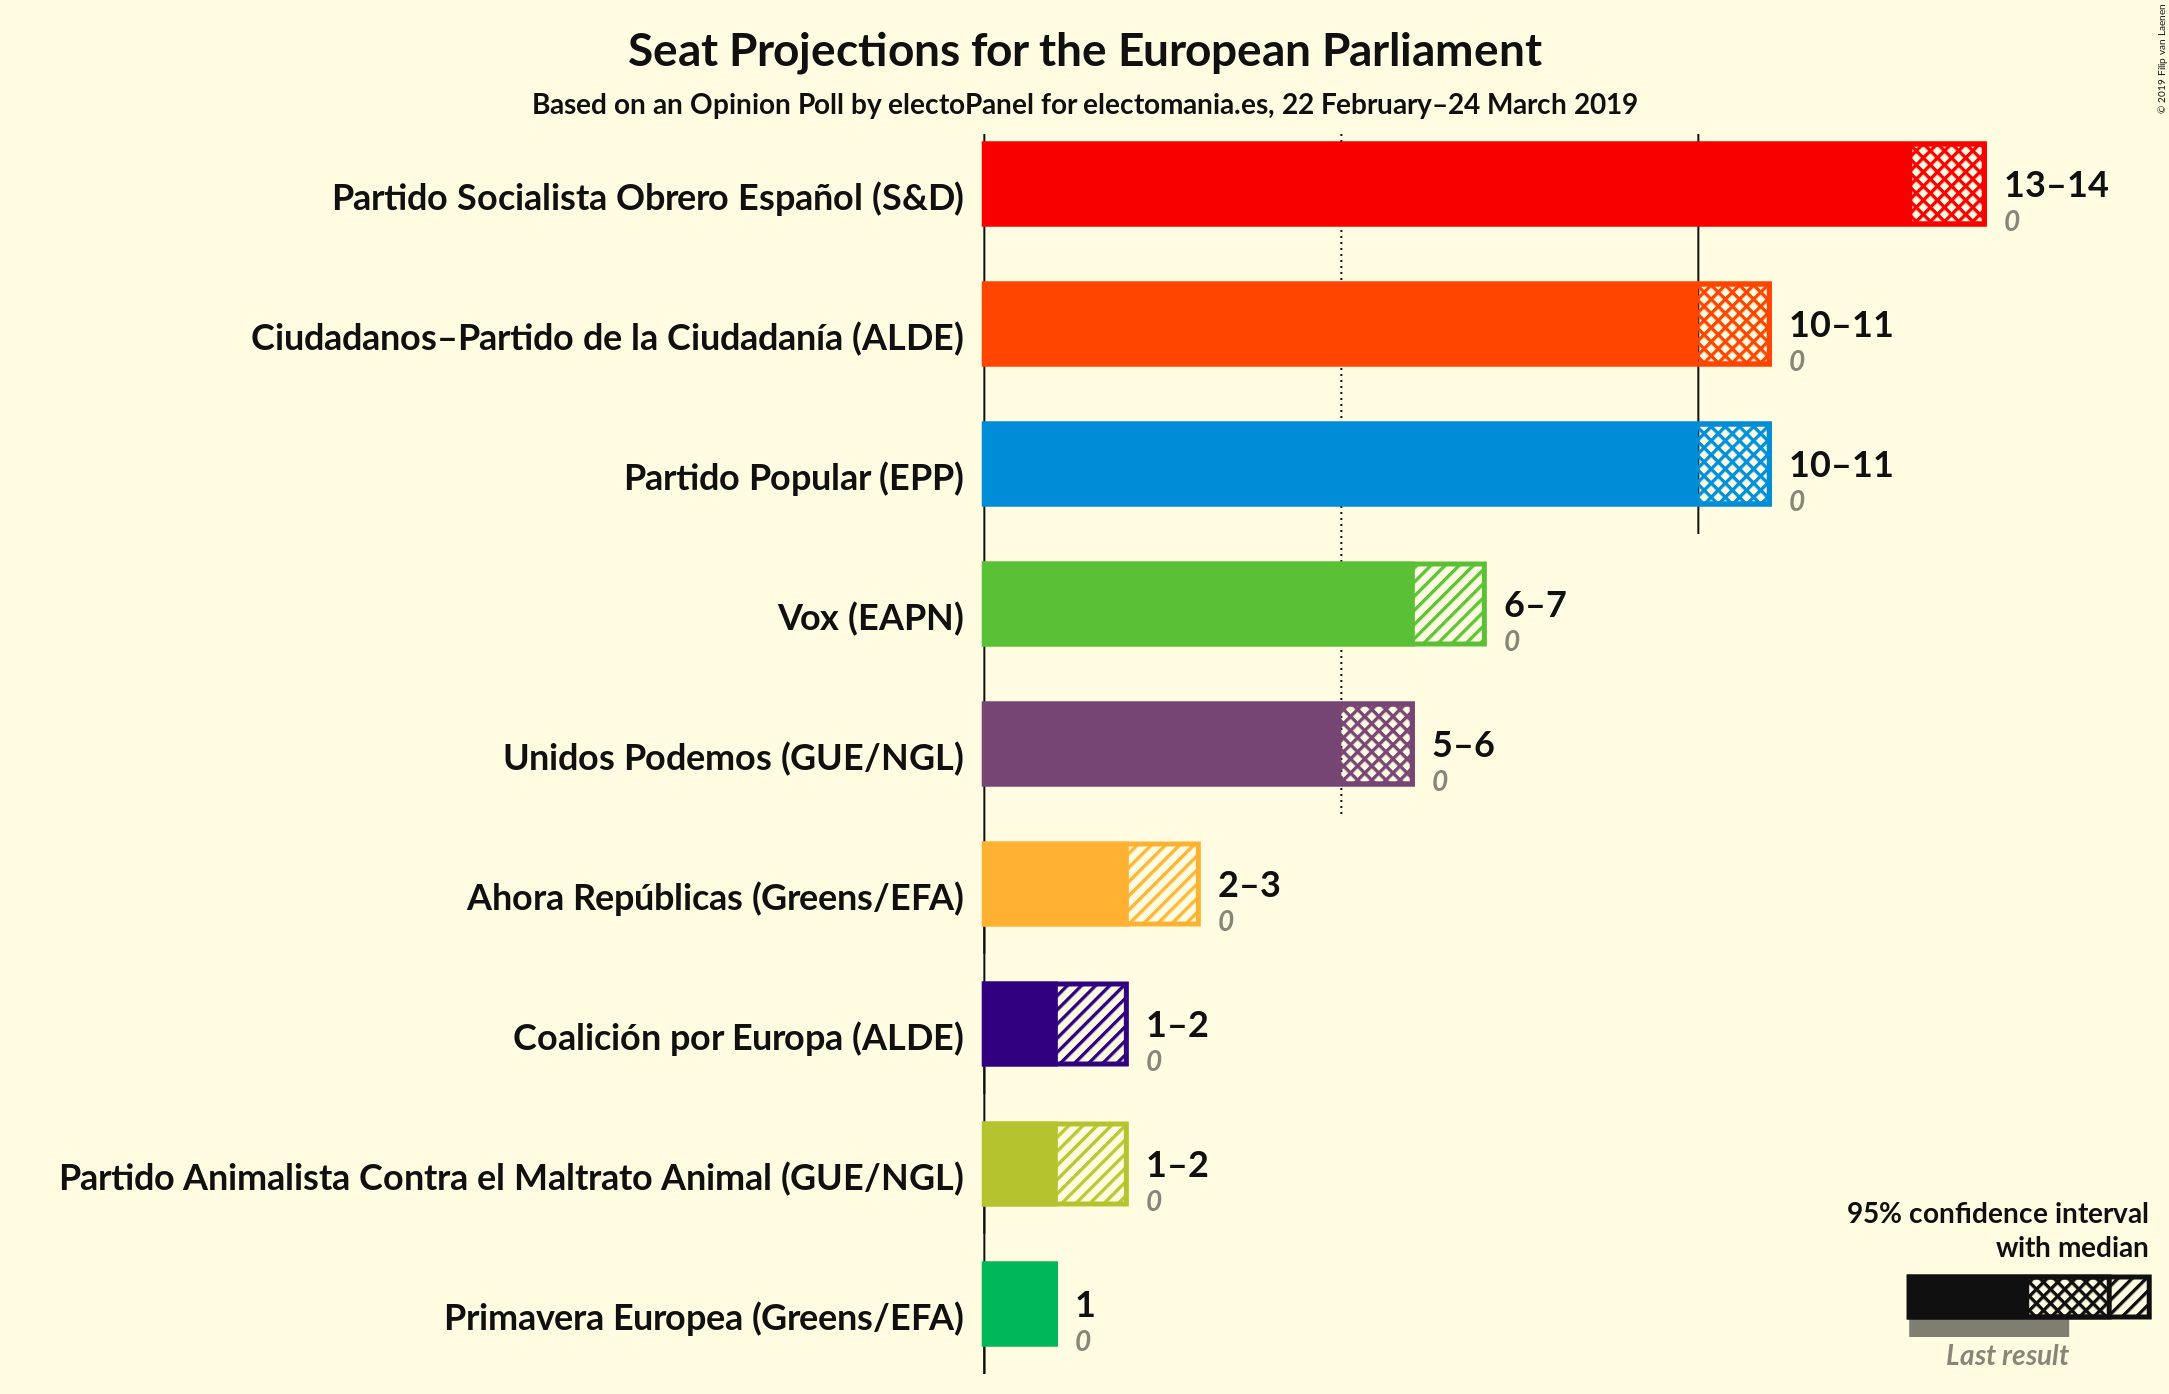 Seat Projections for the European Parliament
Based on an Opinion Poll by electoPanel for electomania.es, 22 February–24 March 2019
© 2019 Filip van Laenen
Partido Socialista Obrero Español (S&D)
13–14
0
Ciudadanos–Partido de la Ciudadanía (ALDE)
10–11
0
Partido Popular (EPP)
10–11
0
Vox (EAPN)
6–7
0
Unidos Podemos (GUE/NGL)
5–6
0
Ahora Repúblicas (Greens/EFA)
2–3
0
Coalición por Europa (ALDE)
1–2
0
Partido Animalista Contra el Maltrato Animal (GUE/NGL)
1–2
0
Primavera Europea (Greens/EFA)
1
0
95% confidence interval
with median
Last result